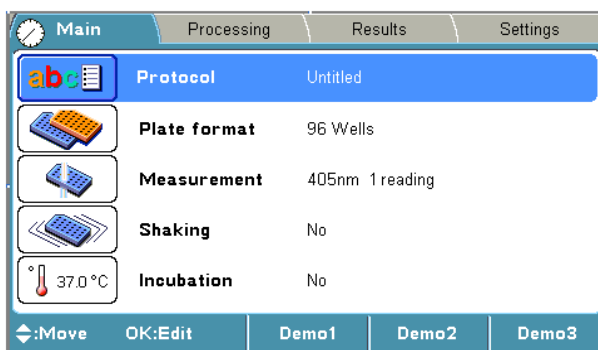 Main Processing Results Settings
abc Protocol Untitled
Plate format 96 Wells
Measurement 405nm 1 reading
Shaking No
37.0°C Incubation No
:Move OK:Edit Demo1 Demo2 Demo3